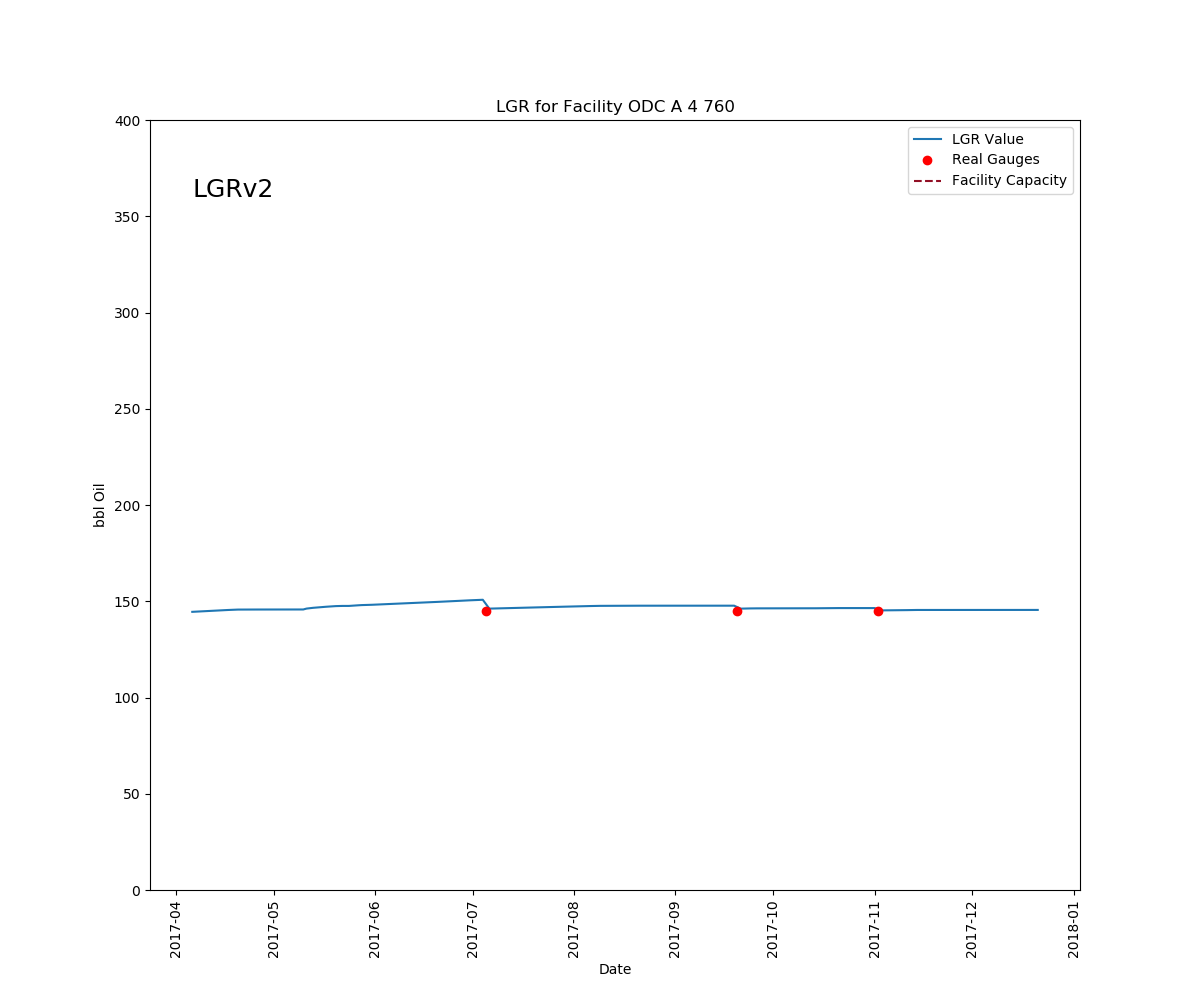 LGR for Facility ODC A 4 760
LGRv2
LGR Value
Real Gauges
Facility Capacity
400
350
300
250
200
150
100
50
0
bbl Oil
2017-04
2017-05
2017-06
2017-07
2017-08
2017-09
2017-10
2017-11
2017-12
2018-01
Date